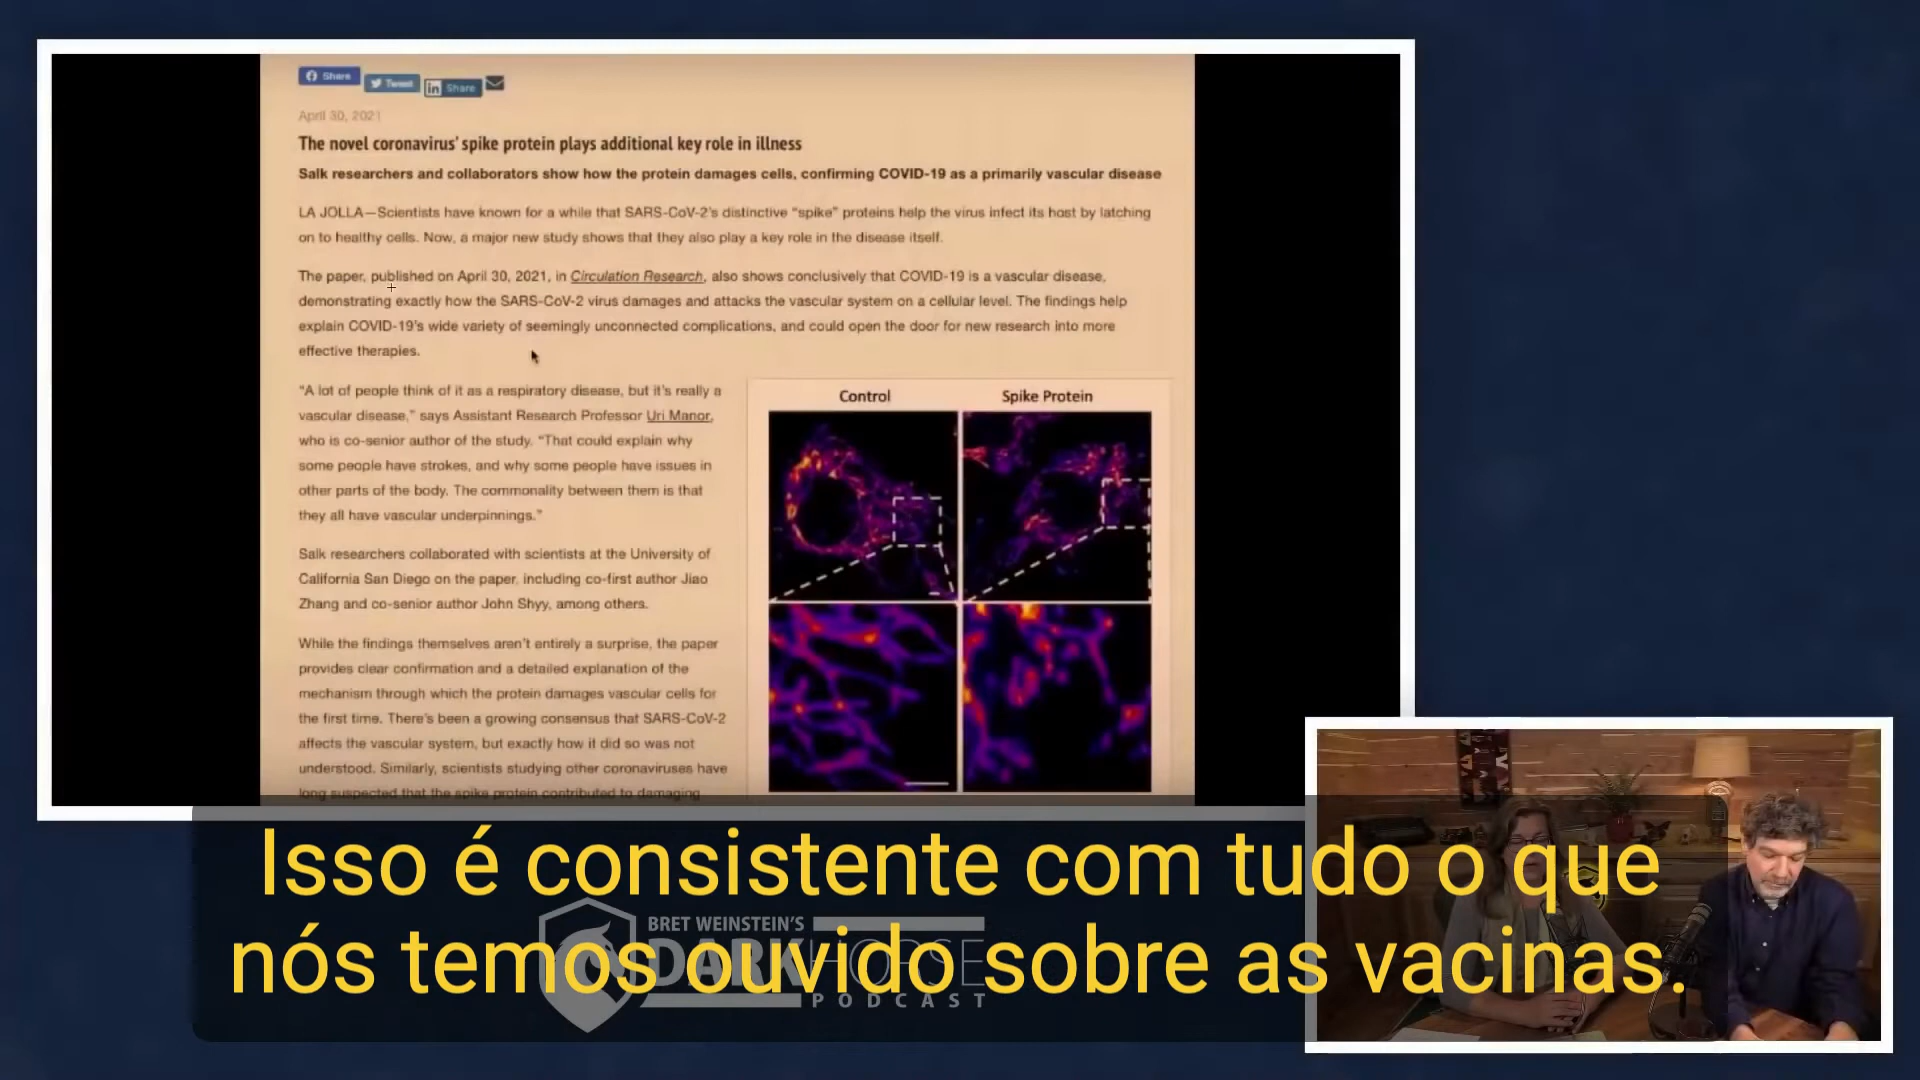 Share
Tweet
Share
April 30, 2021
The novel coronavirus' spike protein plays additional key role in illness
Salk researchers and collaborators show how the protein damages cells, confirming COVID-19 as a primarily vascular disease
LA JOLLA—Scientists have known for a while that SARS-CoV-2's distinctive "spike" proteins help the virus infect its host by latching
on to healthy cells. Now, a major new study shows that they also play a key role in the disease itself.
The paper, published on April 30, 2021, in Circulation Research, also shows conclusively that COVID-19 is a vascular disease,
demonstrating exactly how the SARS-CoV-2 virus damages and attacks the vascular system on a cellular level. The findings help
explain COVID-19's wide variety of seemingly unconnected complications, and could open the door for new research into more
effective therapies.
"A lot of people think of it as a respiratory disease, but it's really a
vascular disease," says Assistant Research Professor Uri Manor,
who is co-senior author of the study. "That could explain why
some people have strokes, and why some people have issues in
other parts of the body. The commonality between them is that
they all have vascular underpinnings."
Salk researchers collaborated with scientists at the University of
California San Diego on the paper, including co-first author Jiao
Zhang and co-senior author John Shyy, among others.
While the findings themselves aren't entirely a surprise, the paper
provides clear confirmation and a detailed explanation of the
mechanism through which the protein damages vascular cells for
the first time. There's been a growing consensus that SARS-CoV-2
affects the vascular system, but exactly how it did so was not
understood. Similarly, scientists studying other coronaviruses have
long suspected that the spike protein contributed to damaging
Control
Spike Protein
Isso é consistente com tudo o que
nós temos ouvido sobre as vacinas.
BRET WEINSTEIN'S
DARKHORSE
PODCAST